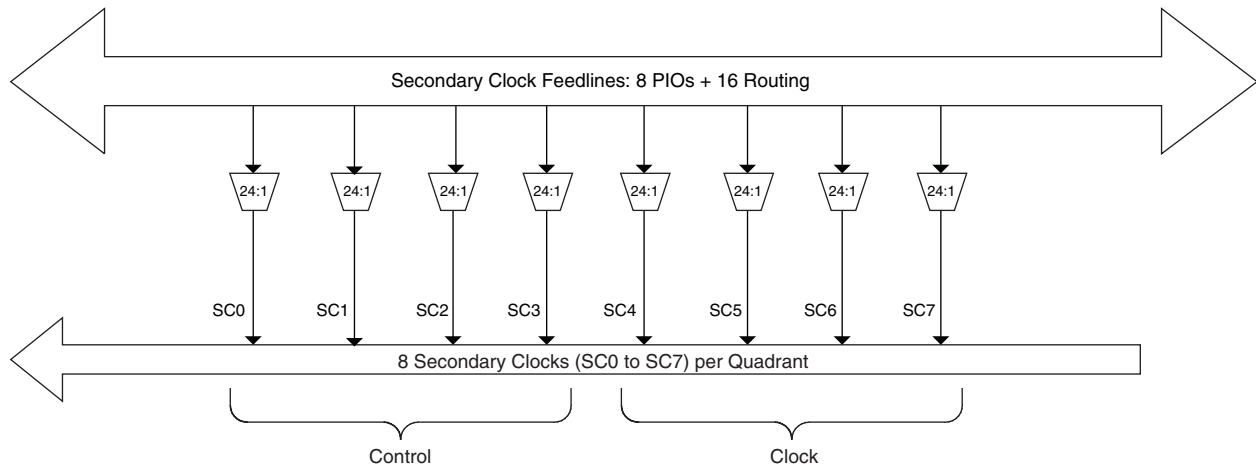 Secondary Clock Feedlines: 8 PIOs + 16 Routing
24:1 24:1 24:1 24:1 24:1 24:1 24:1 24:1
SC0 SC1 SC2 SC3 SC4 SC5 SC6 SC7
8 Secondary Clocks (SC0 to SC7) per Quadrant
Control Clock